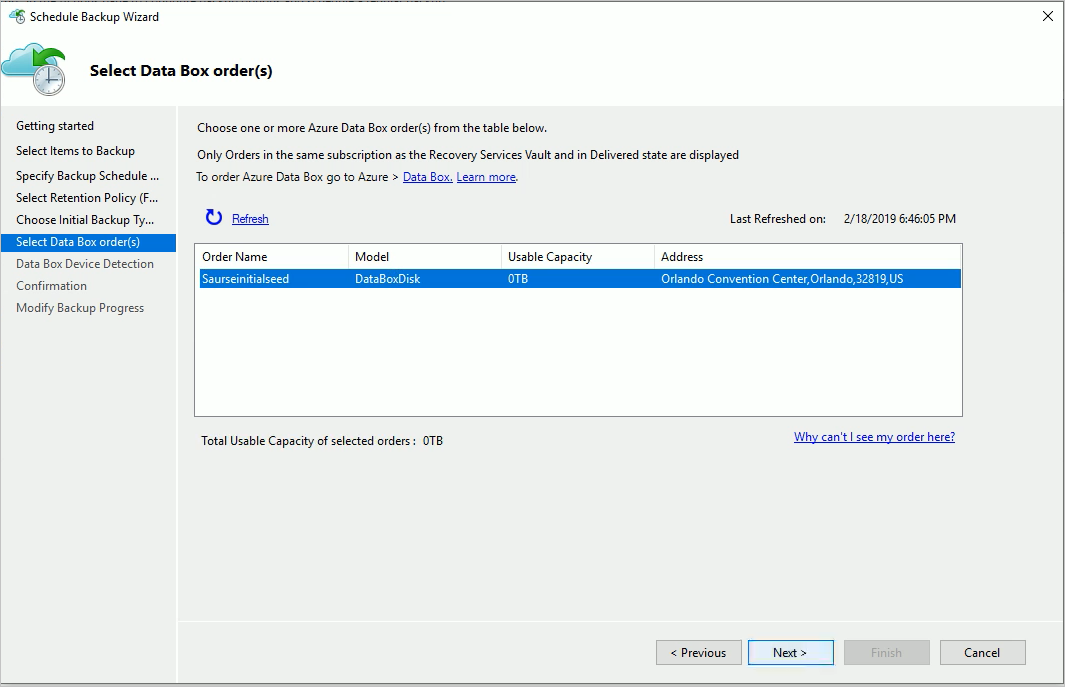 Schedule Backup Wizard
Select Data Box order(s)
Getting started
Select Items to Backup
Specify Backup Schedule ...
Select Retention Policy (F...
Choose Initial Backup Ty...
Select Data Box order(s)
Data Box Device Detection
Confirmation
Modify Backup Progress
Choose one or more Azure Data Box order(s) from the table below.
Only Orders in the same subscription as the Recovery Services Vault and in Delivered state are displayed
To order Azure Data Box go to Azure > Data Box. Learn more.
Refresh Last Refreshed on: 2/18/2019 6:46:05 PM
Order Name Model Usable Capacity Address
Saurseinitialseed DataBoxDisk 0TB Orlando Convention Center,Orlando,32819,US
Total Usable Capacity of selected orders : 0TB Why can't I see my order here?
< Previous Next > Finish Cancel